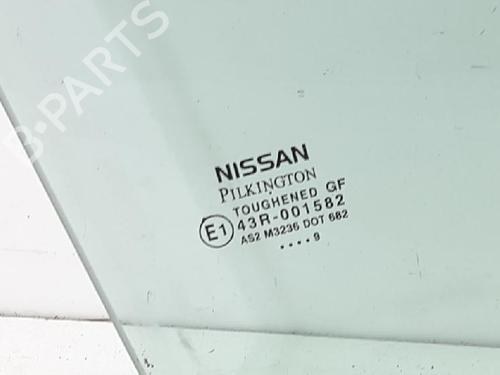 B-PARTS
NISSAN
PILKINGTON
TOUGHENED GF
E1 43R-001582
AS2 M3236 DOT 682
....9